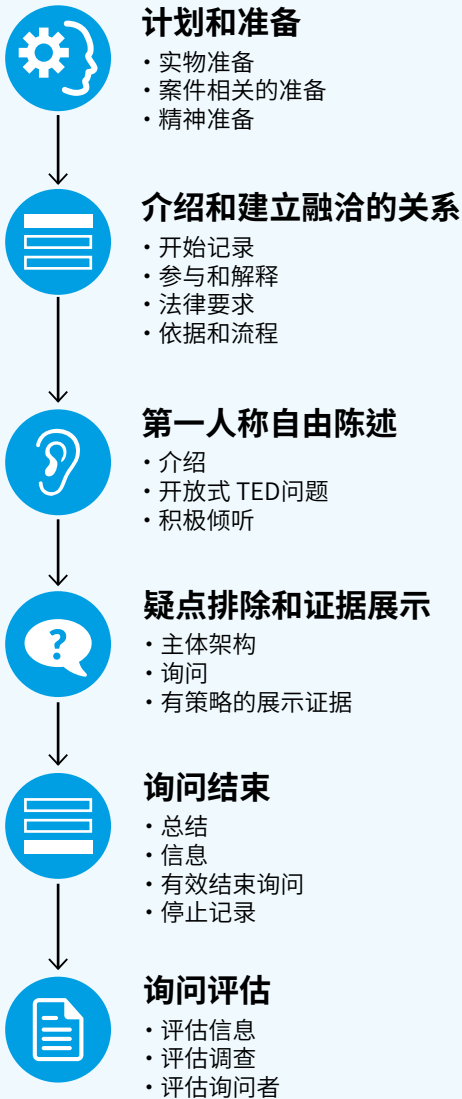 计划和准备
・实物准备
・案件相关的准备
・精神准备
介绍和建立融洽的关系
・开始记录
・参与和解释
・法律要求
・依据和流程
第一人称自由陈述
・介绍
・开放式 TED问题
・积极倾听
疑点排除和证据展示
・主体架构
・询问
・有策略的展示证据
?
询问结束
・总结
・信息
・有效结束询问
・停止记录
询问评估
・评估信息
・评估调查
・评估询问者